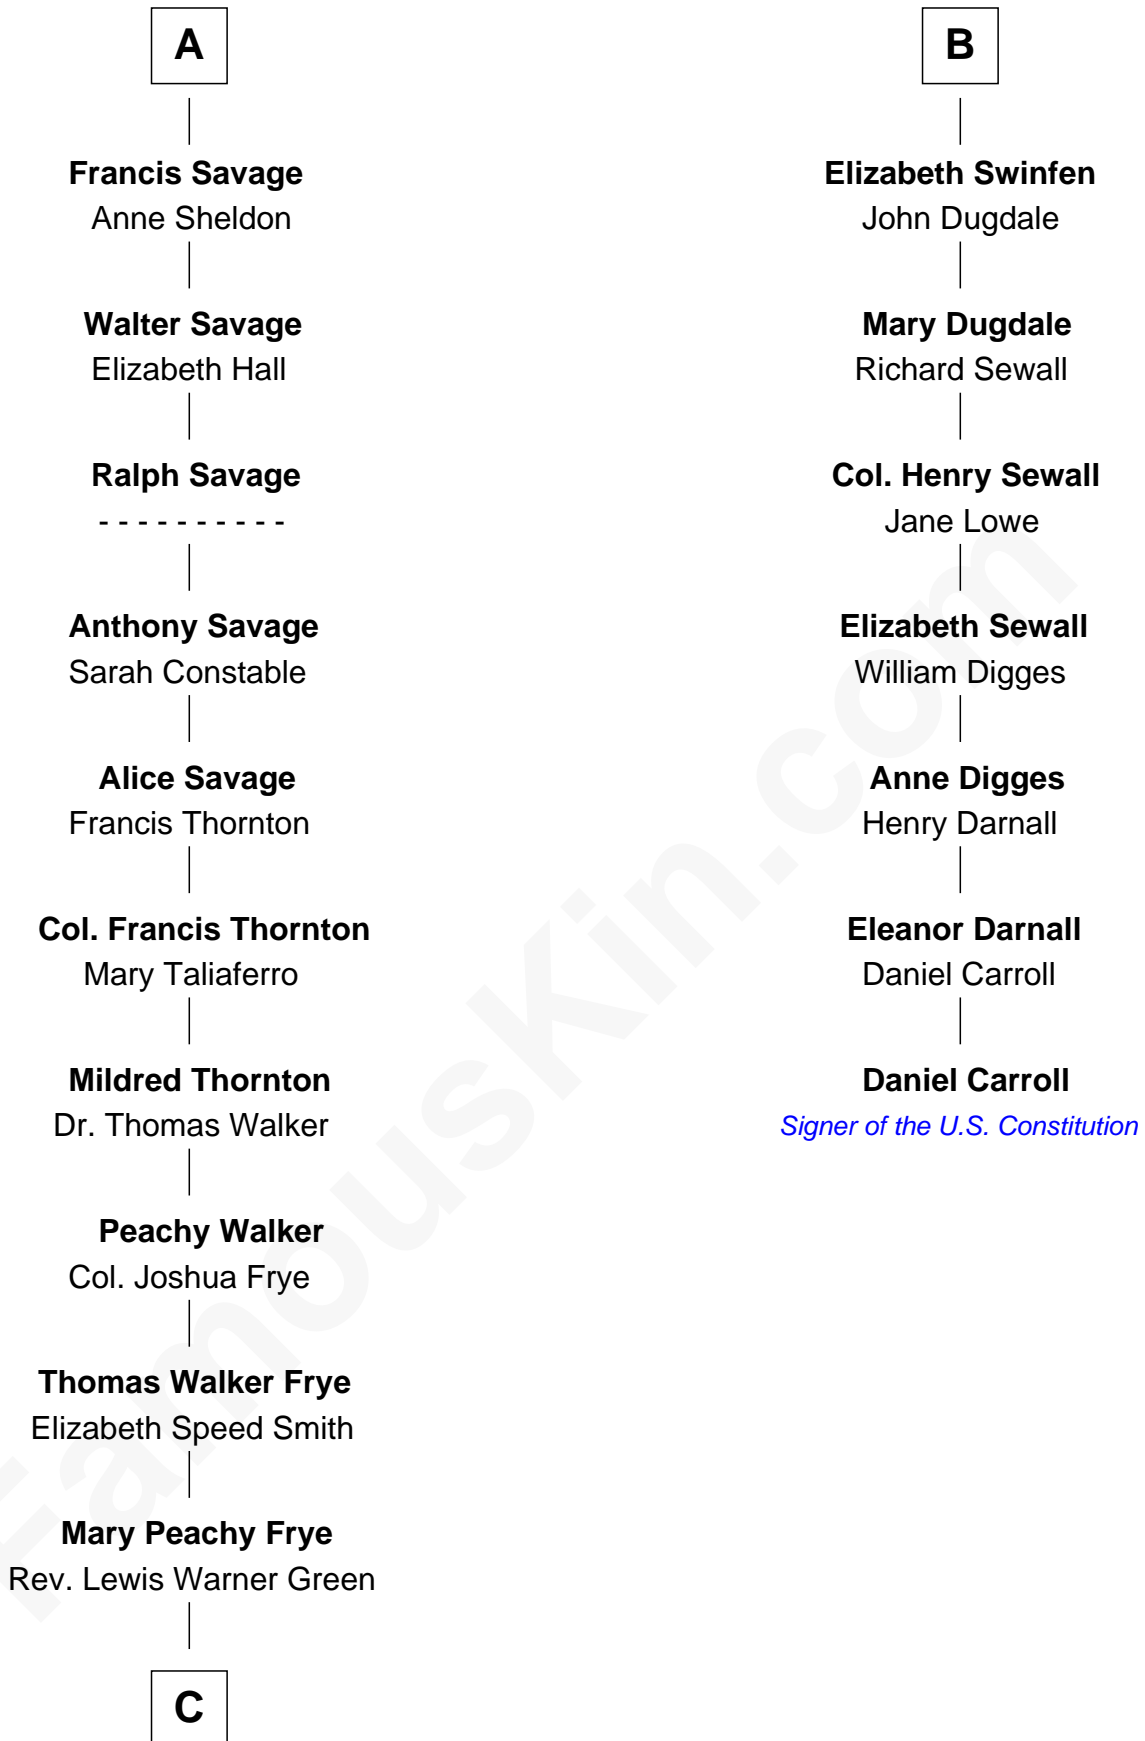 A
Francis Savage
Anne Sheldon
Walter Savage
Elizabeth Hall
Ralph Savage
- - - - - - - - - -
Anthony Savage
Sarah Constable
Alice Savage
Francis Thornton
Col. Francis Thornton
Mary Taliaferro
Mildred Thornton
Dr. Thomas Walker
Peachy Walker
Col. Joshua Frye
Thomas Walker Frye
Elizabeth Speed Smith
Mary Peachy Frye
Rev. Lewis Warner Green
C
B
Elizabeth Swinfen
John Dugdale
Mary Dugdale
Richard Sewall
Col. Henry Sewall
Jane Lowe
Elizabeth Sewall
William Digges
Anne Digges
Henry Darnall
Eleanor Darnall
Daniel Carroll
Daniel Carroll
Signer of the U.S. Constitution
FamousKin.com